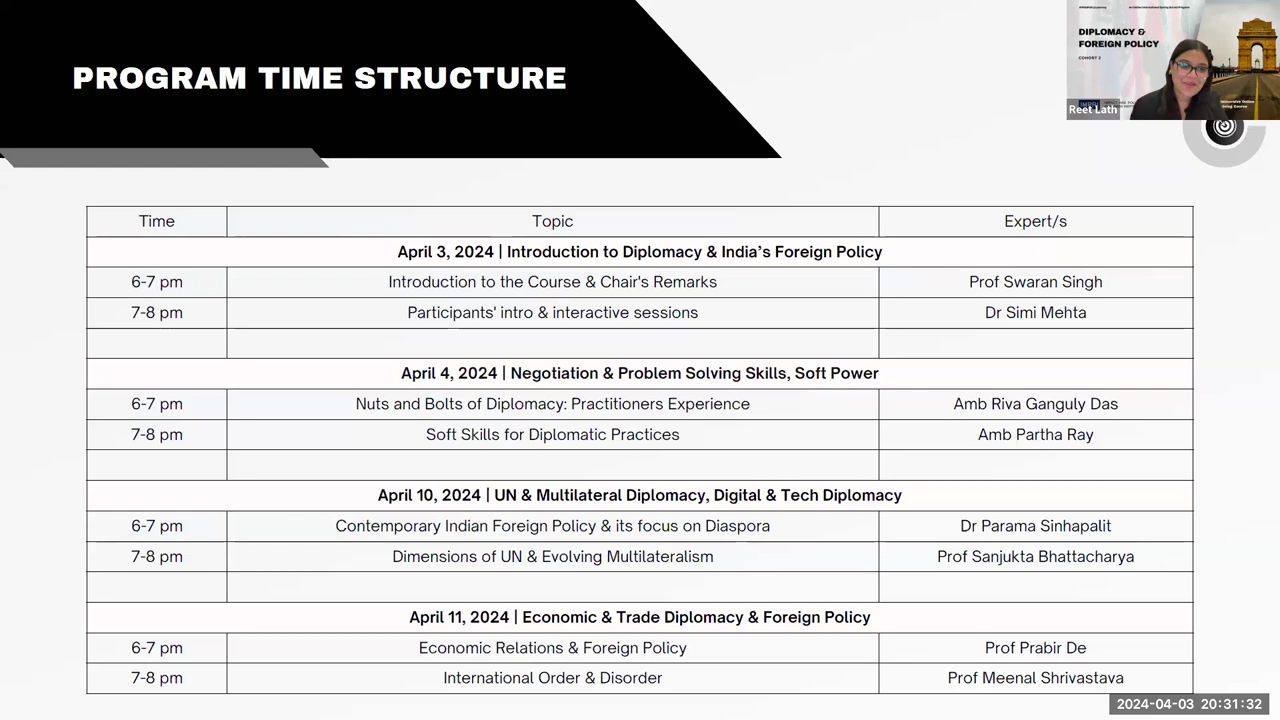 PROGRAM TIME STRUCTURE
DIPLOMACY &
FOREIGN POLICY
COHORT 2
Reet Lath
Time Topic Expert/s
April 3, 2024 | Introduction to Diplomacy & India's Foreign Policy
6-7 pm Introduction to the Course & Chair's Remarks Prof Swaran Singh
7-8 pm Participants' intro & interactive sessions Dr Simi Mehta
April 4, 2024 | Negotiation & Problem Solving Skills, Soft Power
6-7 pm Nuts and Bolts of Diplomacy: Practitioners Experience Amb Riva Ganguly Das
7-8 pm Soft Skills for Diplomatic Practices Amb Partha Ray
April 10, 2024 | UN & Multilateral Diplomacy, Digital & Tech Diplomacy
6-7 pm Contemporary Indian Foreign Policy & its focus on Diaspora Dr Parama Sinhapalit
7-8 pm Dimensions of UN & Evolving Multilateralism Prof Sanjukta Bhattacharya
April 11, 2024 | Economic & Trade Diplomacy & Foreign Policy
6-7 pm Economic Relations & Foreign Policy Prof Prabir De
7-8 pm International Order & Disorder Prof Meenal Shrivastava
2024-04-03 20:31:32